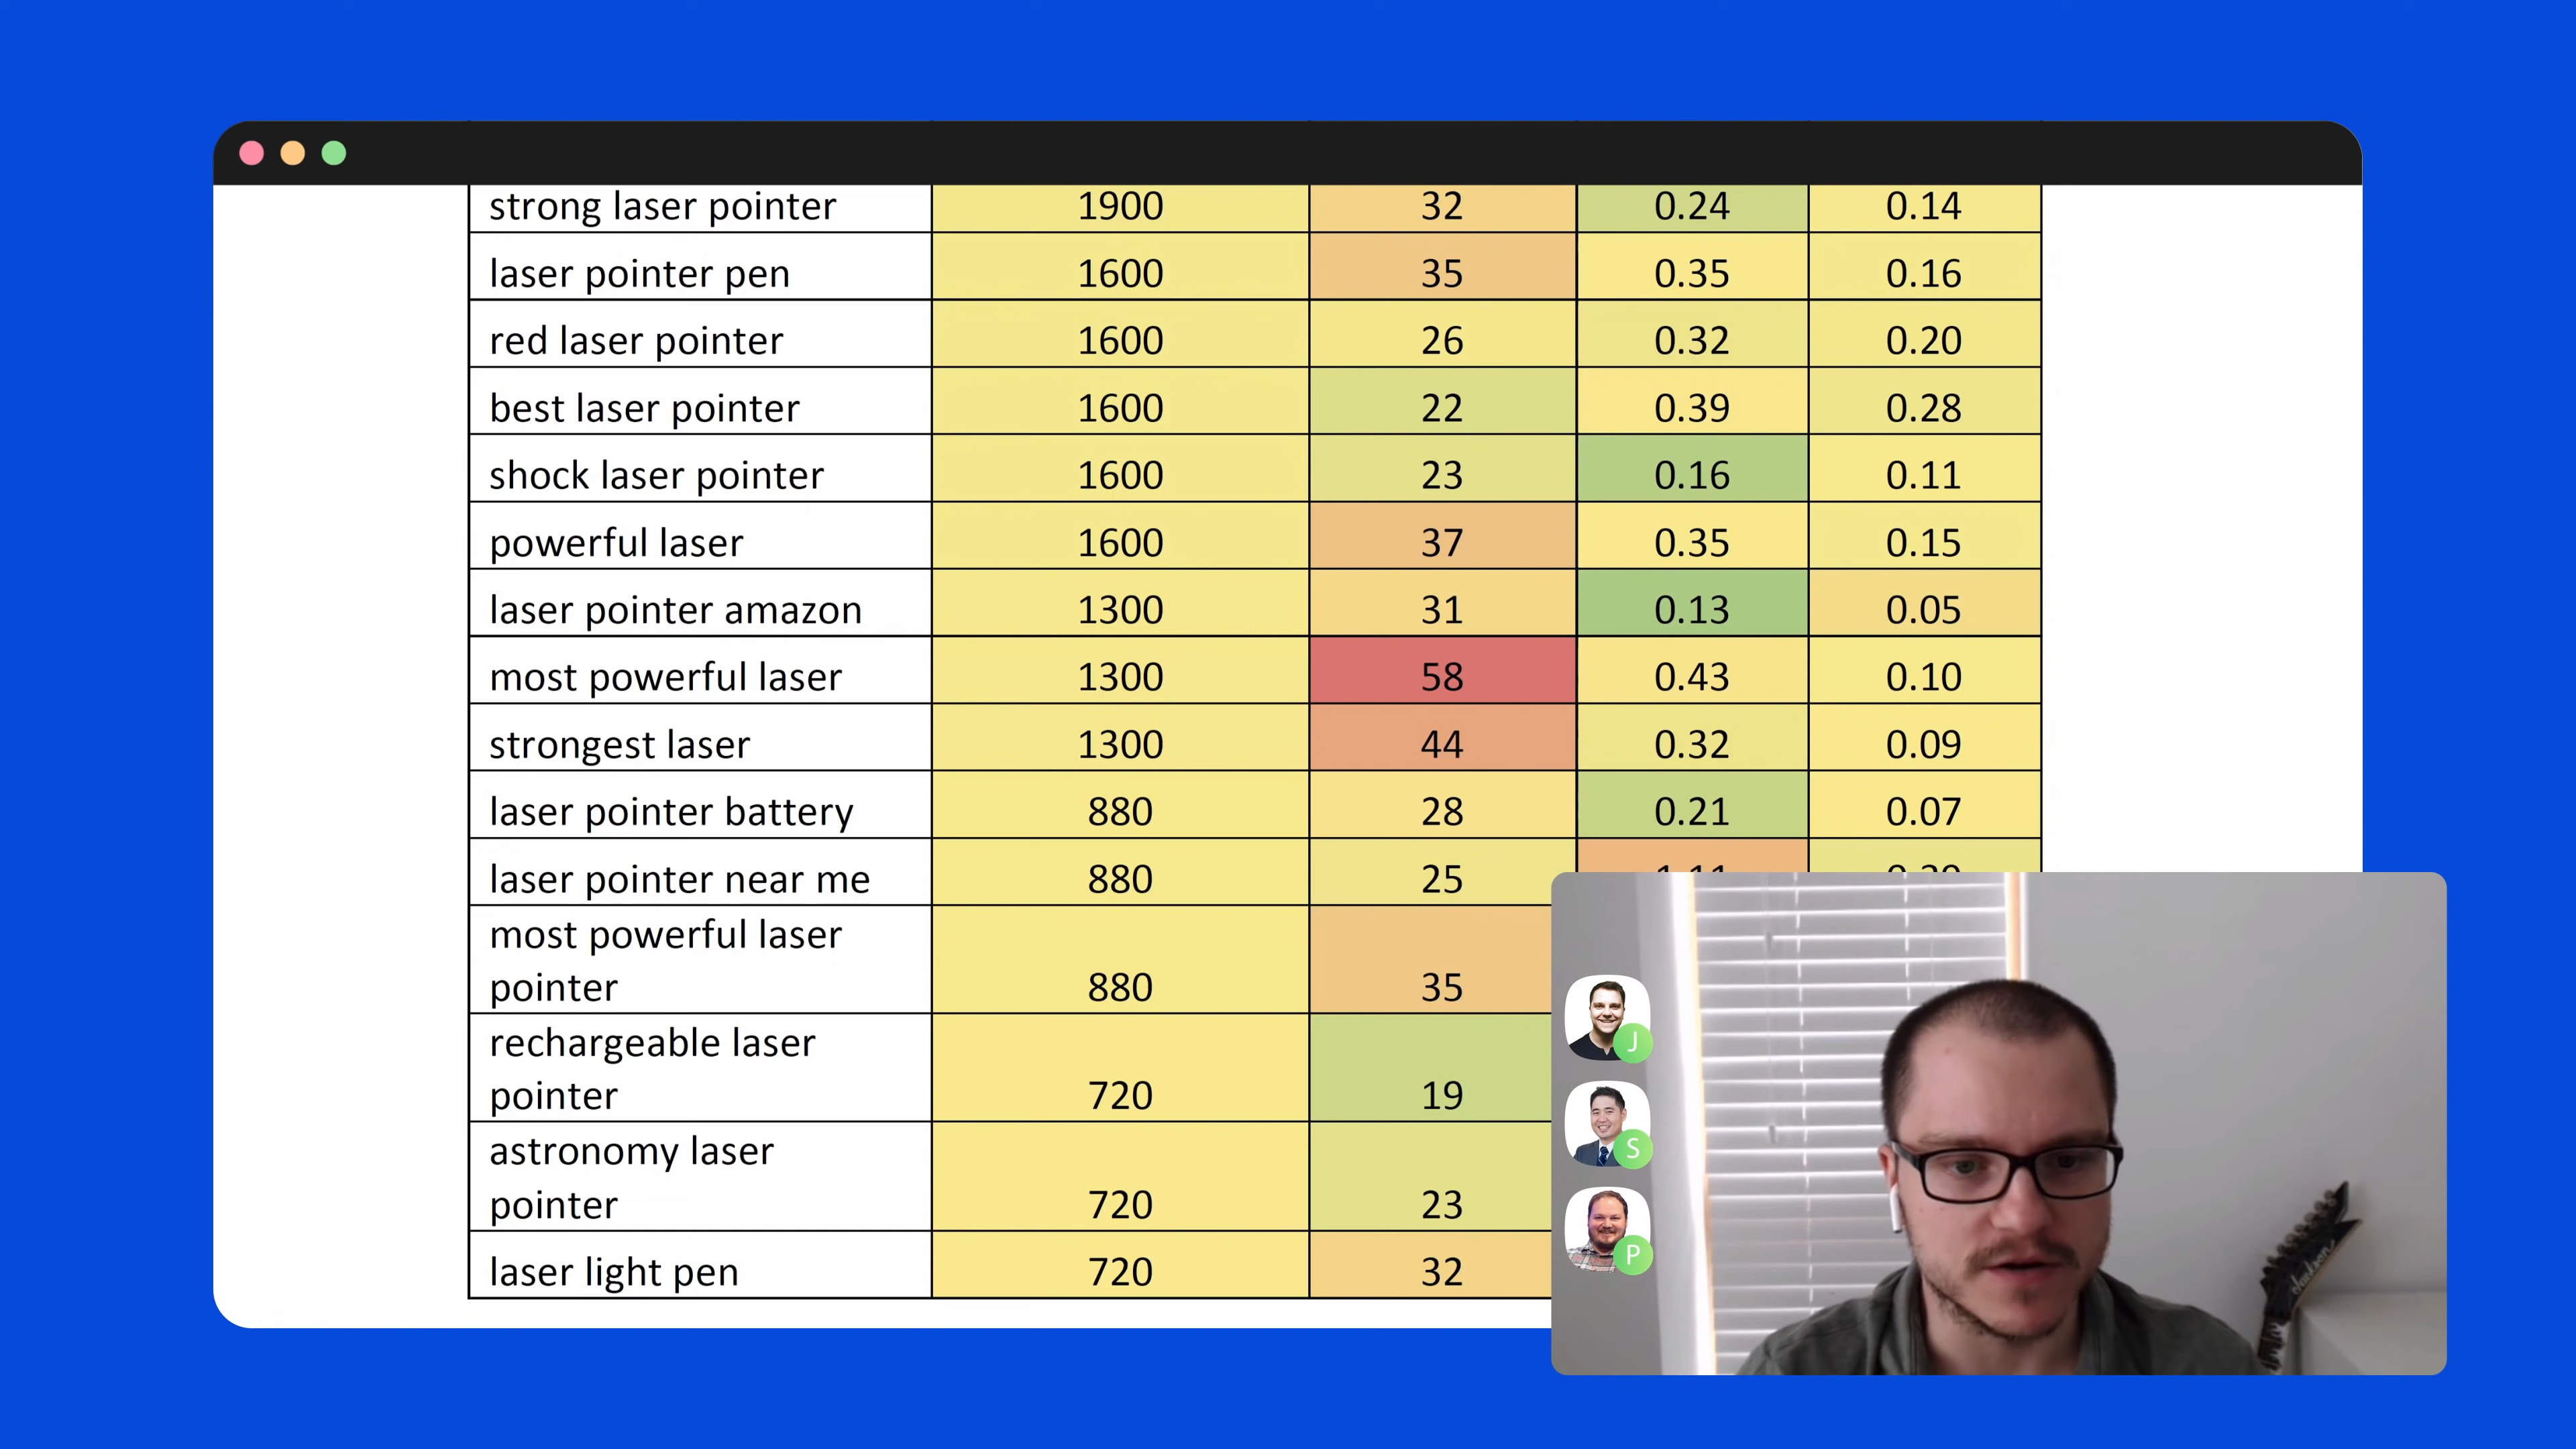 strong laser pointer 1900 32 0.24 0.14
laser pointer pen 1600 35 0.35 0.16
red laser pointer 1600 26 0.32 0.20
best laser pointer 1600 22 0.39 0.28
shock laser pointer 1600 23 0.16 0.11
powerful laser 1600 37 0.35 0.15
laser pointer amazon 1300 31 0.13 0.05
most powerful laser 1300 58 0.43 0.10
strongest laser 1300 44 0.32 0.09
laser pointer battery 880 28 0.21 0.07
laser pointer near me 880 25
most powerful laser
pointer 880 35
rechargeable laser
pointer 720 19
astronomy laser
pointer 720 23
laser light pen 720 32
J
S
P
Jackson